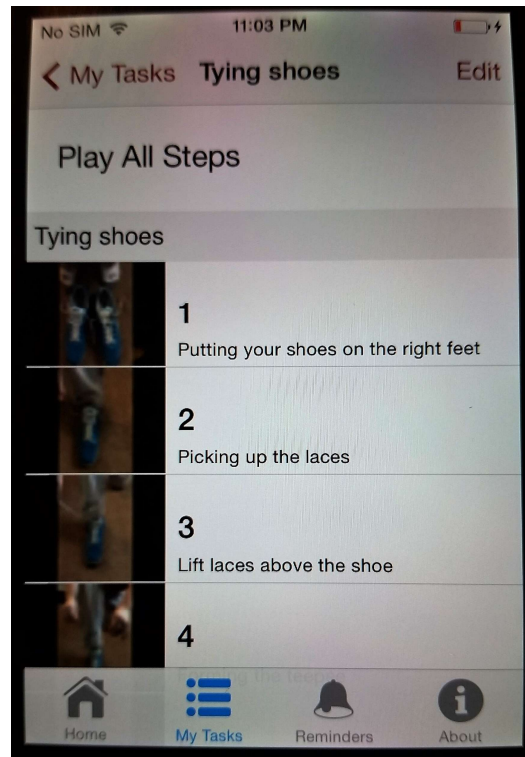 No SIM 11:03 PM
My Tasks Tying shoes Edit
Play All Steps
Tying shoes
1
Putting your shoes on the right feet
2
Picking up the laces
3
Lift laces above the shoe
4
Home My Tasks Reminders About